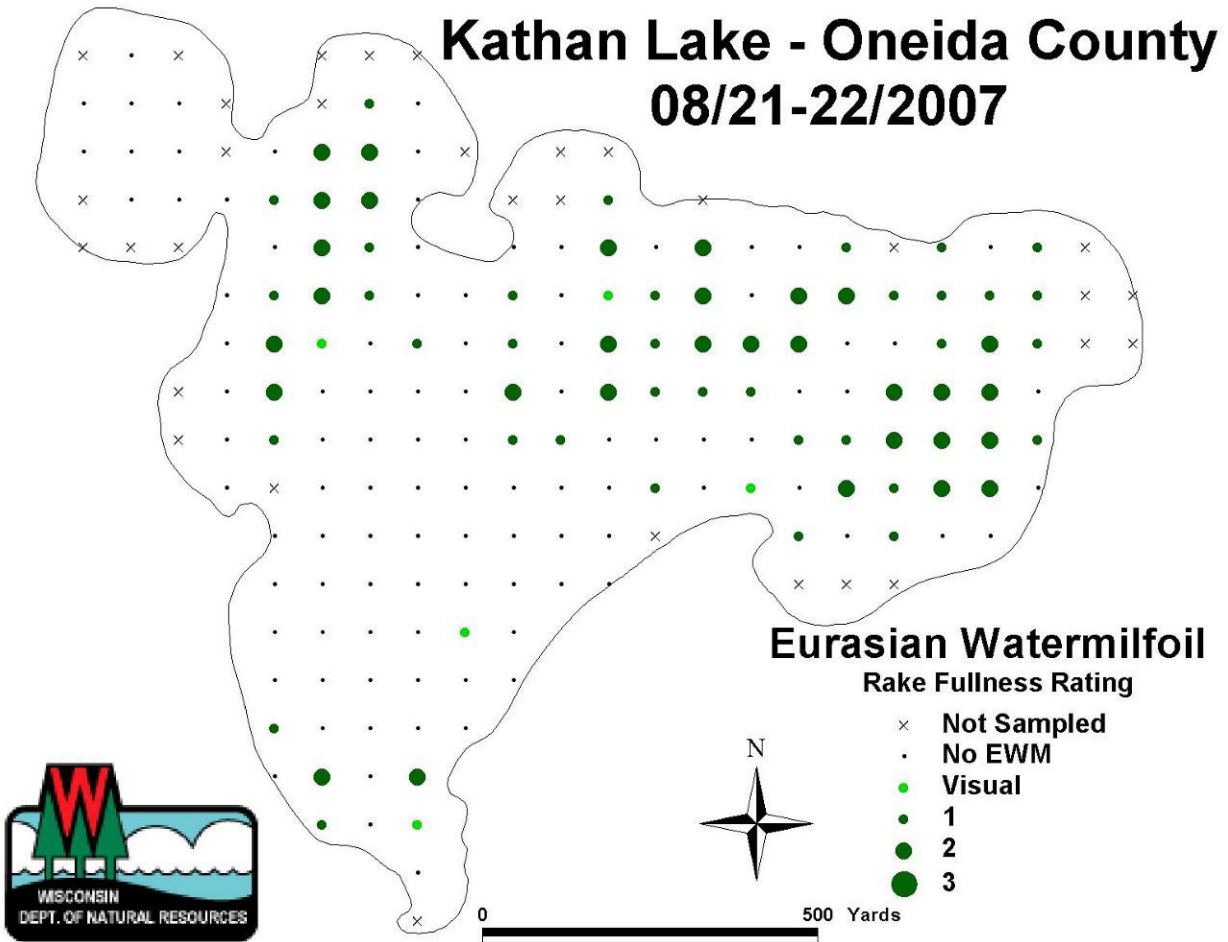 Kathan Lake - Oneida County
08/21-22/2007
Eurasian Watermilfoil
Rake Fullness Rating
Not Sampled
No EWM
Visual
1
2
3
N
0 500 Yards
W
WISCONSIN
DEPT. OF NATURAL RESOURCES